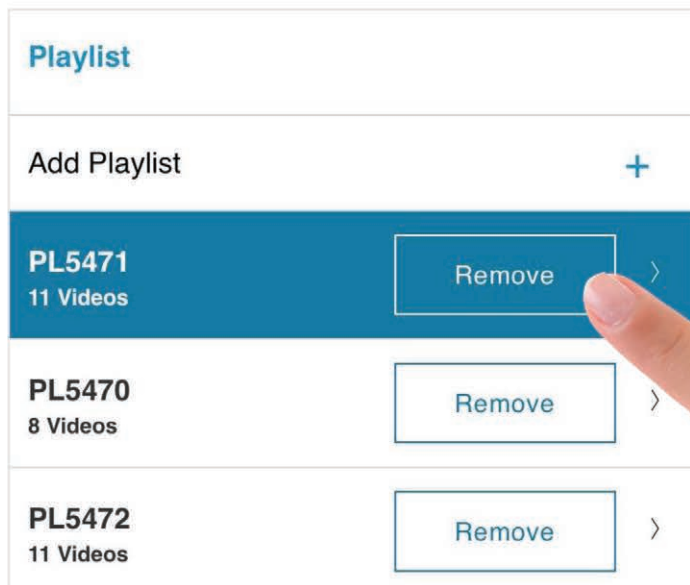 Playlist
Add Playlist +
PL5471
11 Videos
Remove
PL5470
8 Videos
Remove
PL5472
11 Videos
Remove